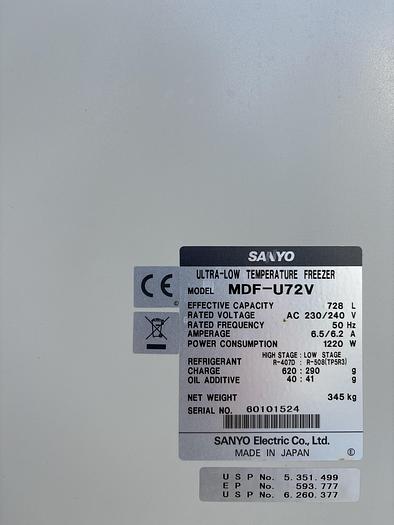 SANYO
ULTRA-LOW TEMPERATURE FREEZER
MODEL MDF-U72V
EFFECTIVE CAPACITY 728 L
RATED VOLTAGE AC 230/240 V
RATED FREQUENCY 50 Hz
AMPERAGE 6.5/6.2 A
POWER CONSUMPTION 1220 W
HIGH STAGE : LOW STAGE
REFRIGERANT R-407D : R-508(TP5R3)
CHARGE 620 : 290 g
OIL ADDITIVE 40 : 41 g
NET WEIGHT 345 kg
SERIAL NO. 60101524
SANYO Electric Co., Ltd.
MADE IN JAPAN Ⓔ
CE
©
U S P No. 5.351.499
E P No. 593.777
U S P No. 6.260.377